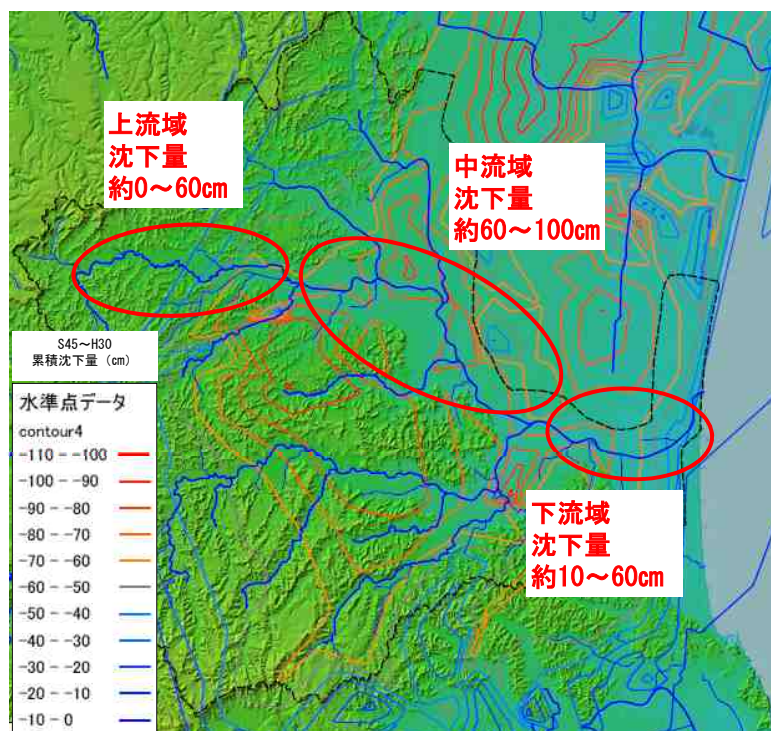 上流域
沈下量
約0～60cm
中流域
沈下量
約60～100cm
S45～H30
累積沈下量 (cm)
水準点データ
contour4
-110 - -100
-100 - -90
-90 - -80
-80 - -70
-70 - -60
-60 - -50
-50 - -40
-40 - -30
-30 - -20
-20 - -10
-10 - 0
下流域
沈下量
約10～60cm